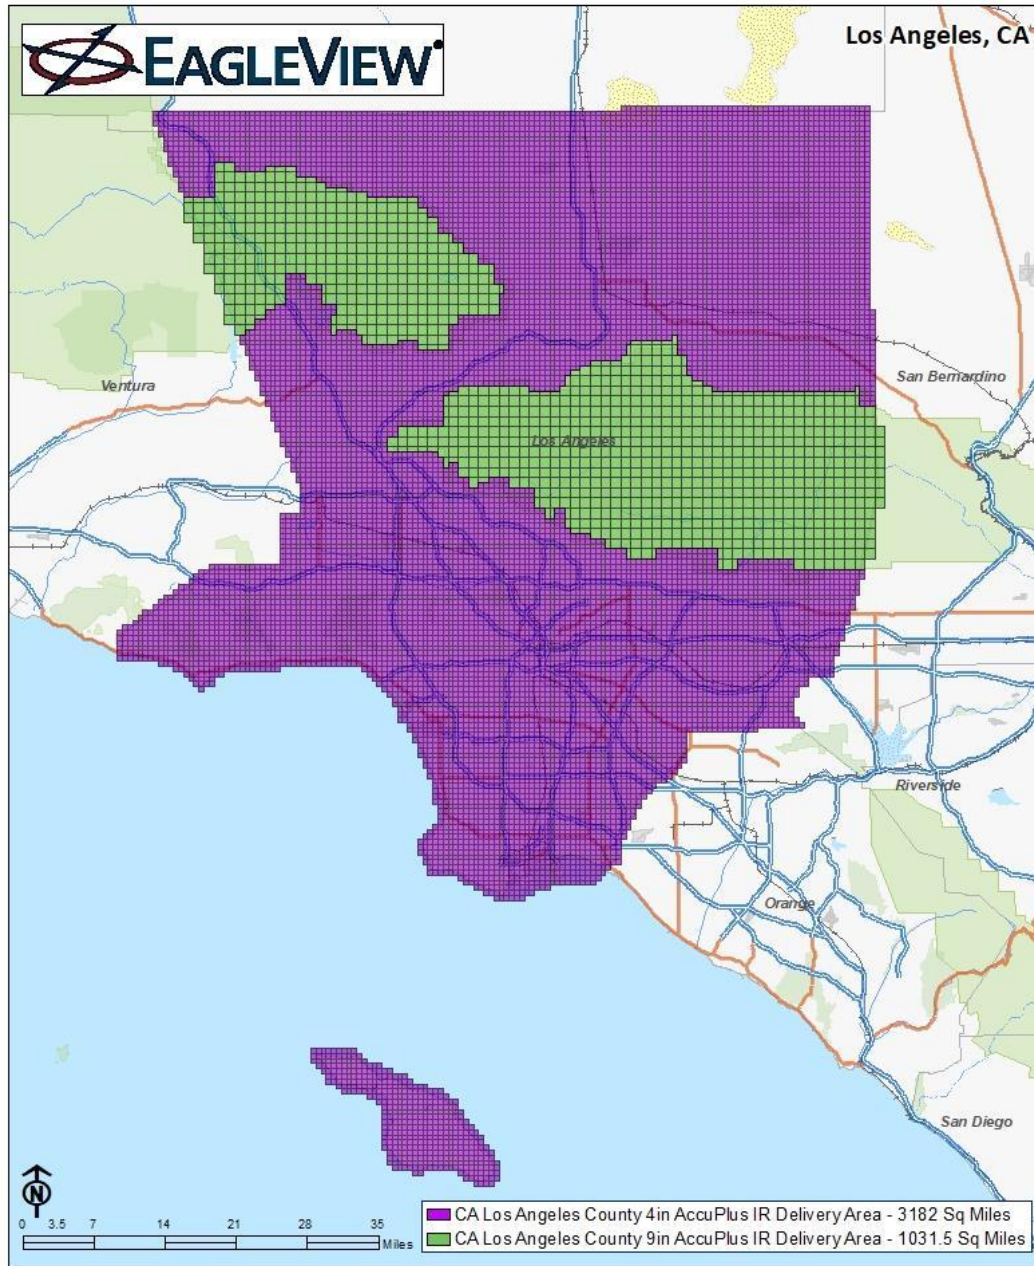 EAGLEVIEW
Los Angeles, CA
Ventura
San Bernardino
Los Angeles
Riverside
Orange
San Diego
N
0 3.5 7 14 21 28 35
Miles
CA Los Angeles County 4in AccuPlus IR Delivery Area - 3182 Sq Miles
CA Los Angeles County 9in AccuPlus IR Delivery Area - 1031.5 Sq Miles